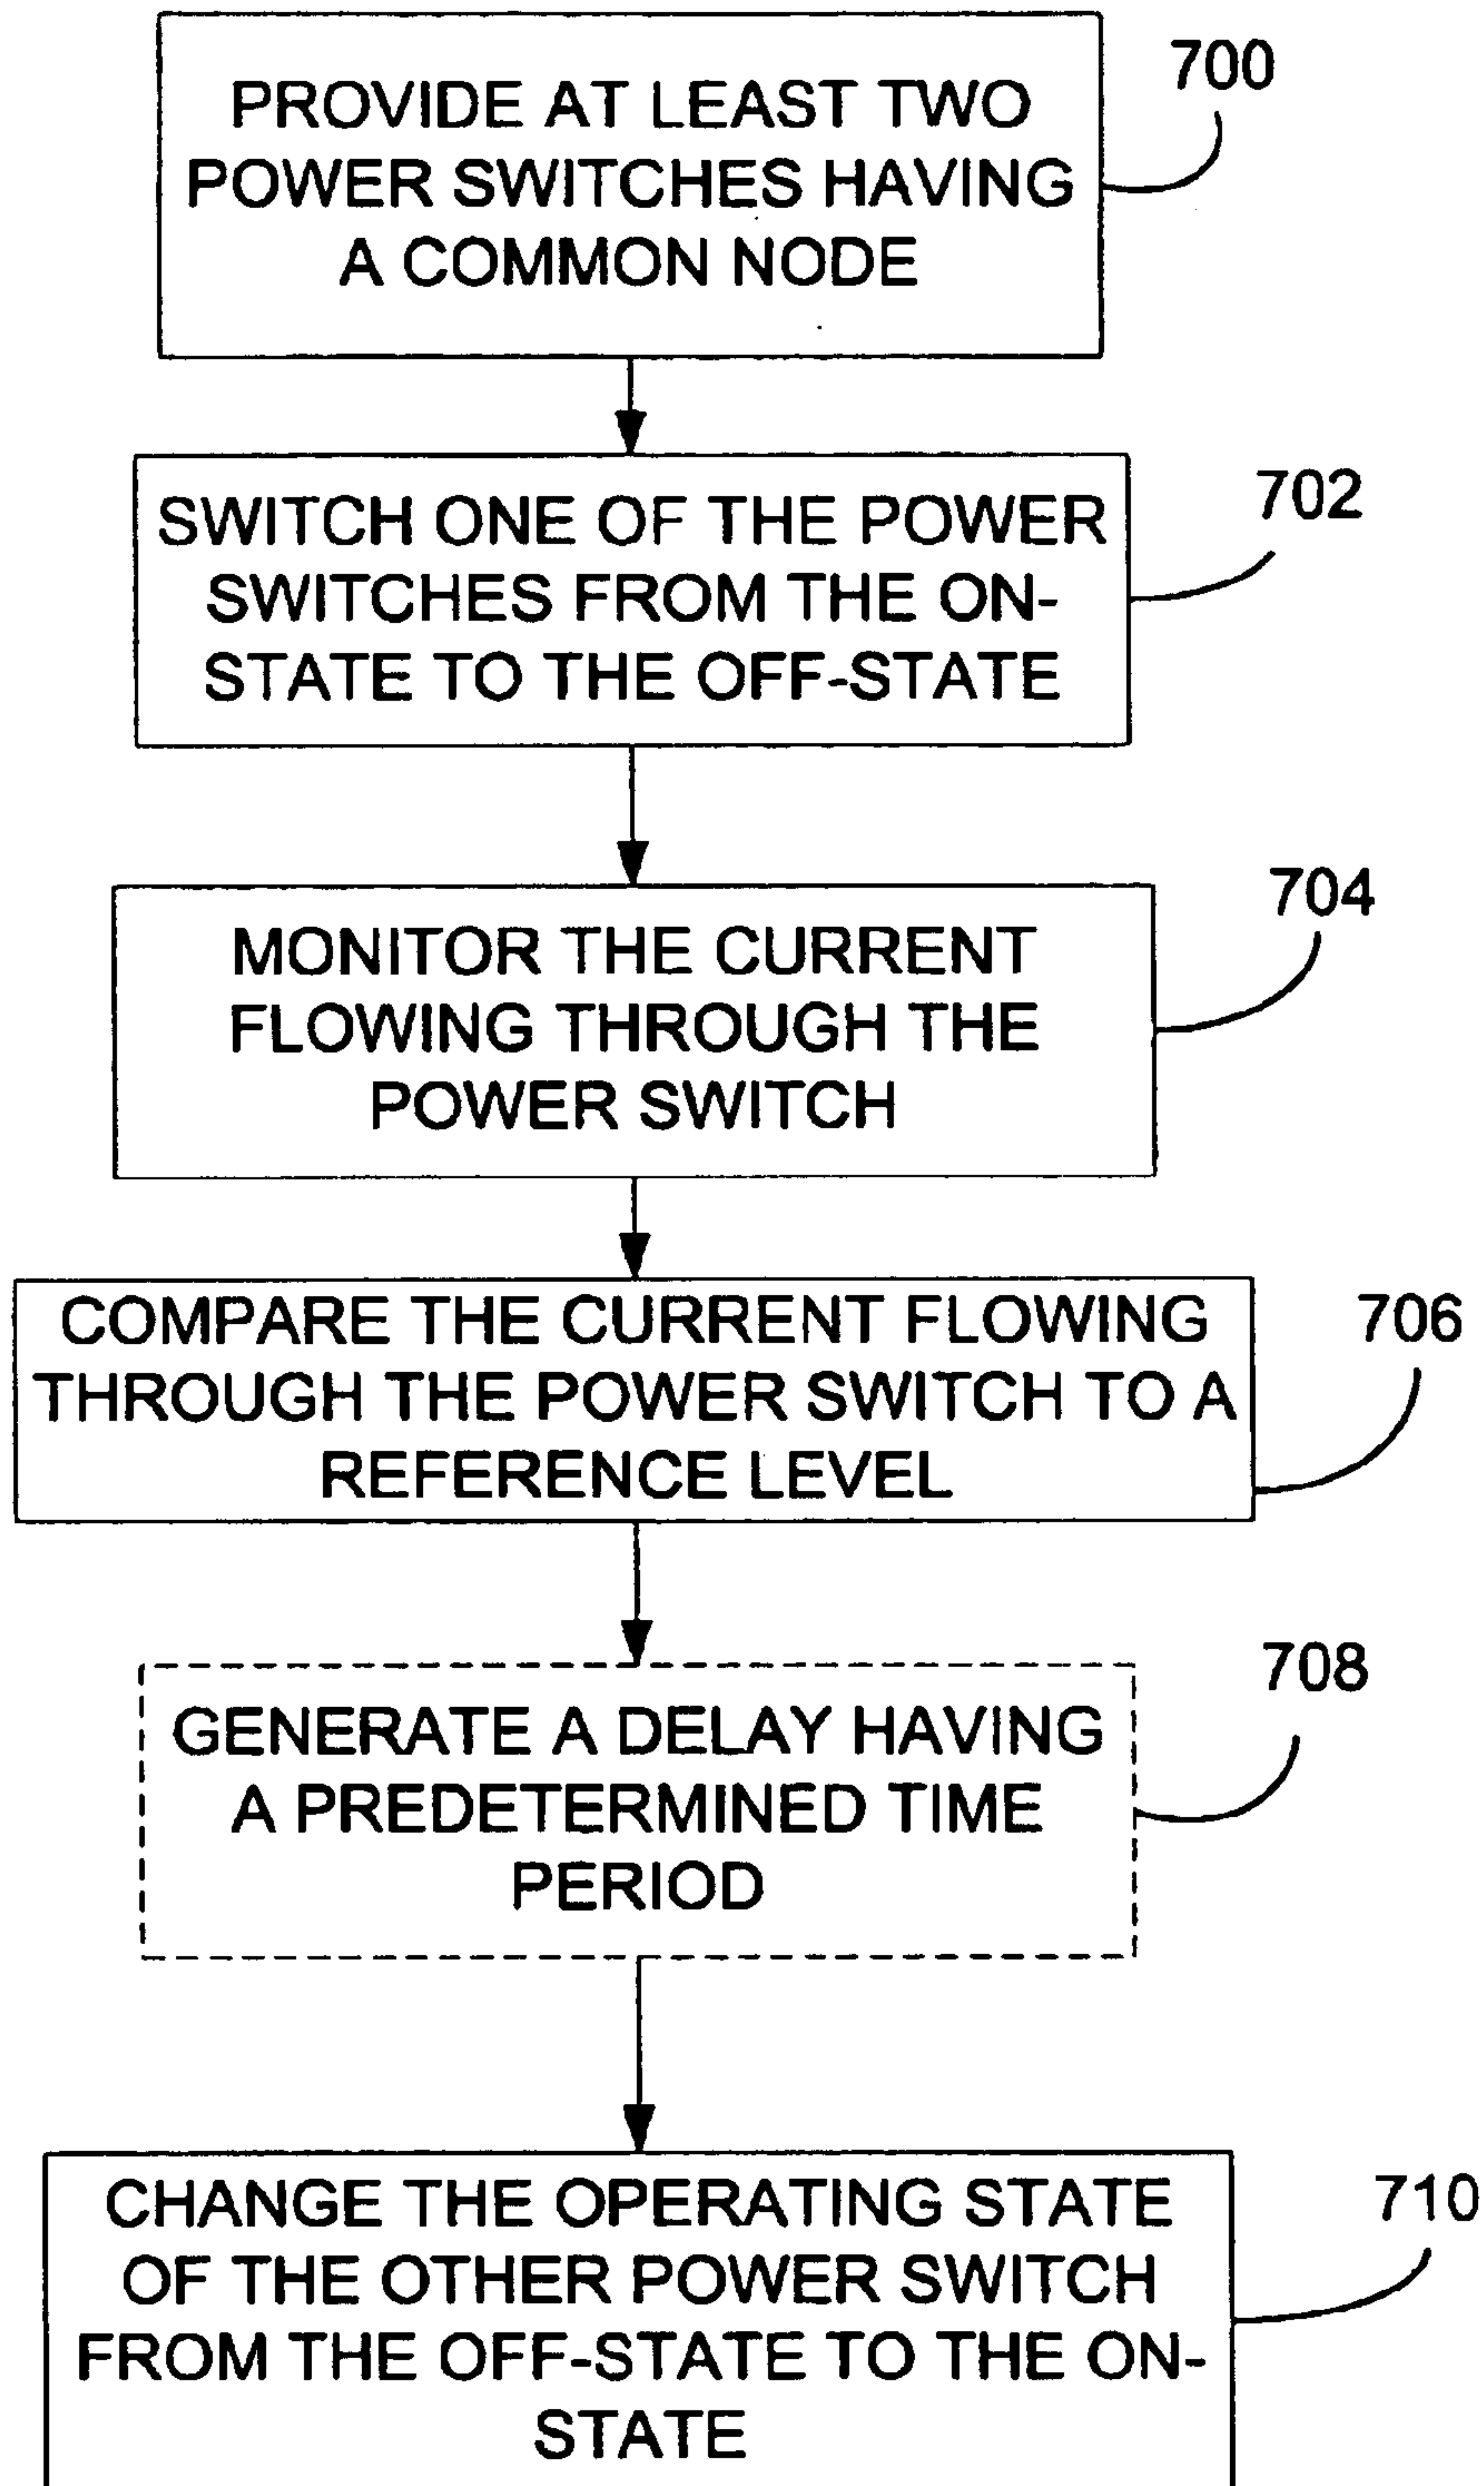 PROVIDE AT LEAST TWO
POWER SWITCHES HAVING
A COMMON NODE
700
SWITCH ONE OF THE POWER
SWITCHES FROM THE ON-
STATE TO THE OFF-STATE
702
MONITOR THE CURRENT
FLOWING THROUGH THE
POWER SWITCH
704
COMPARE THE CURRENT FLOWING
THROUGH THE POWER SWITCH TO A
REFERENCE LEVEL
706
GENERATE A DELAY HAVING
A PREDETERMINED TIME
PERIOD
708
CHANGE THE OPERATING STATE
OF THE OTHER POWER SWITCH
FROM THE OFF-STATE TO THE ON-
STATE
710